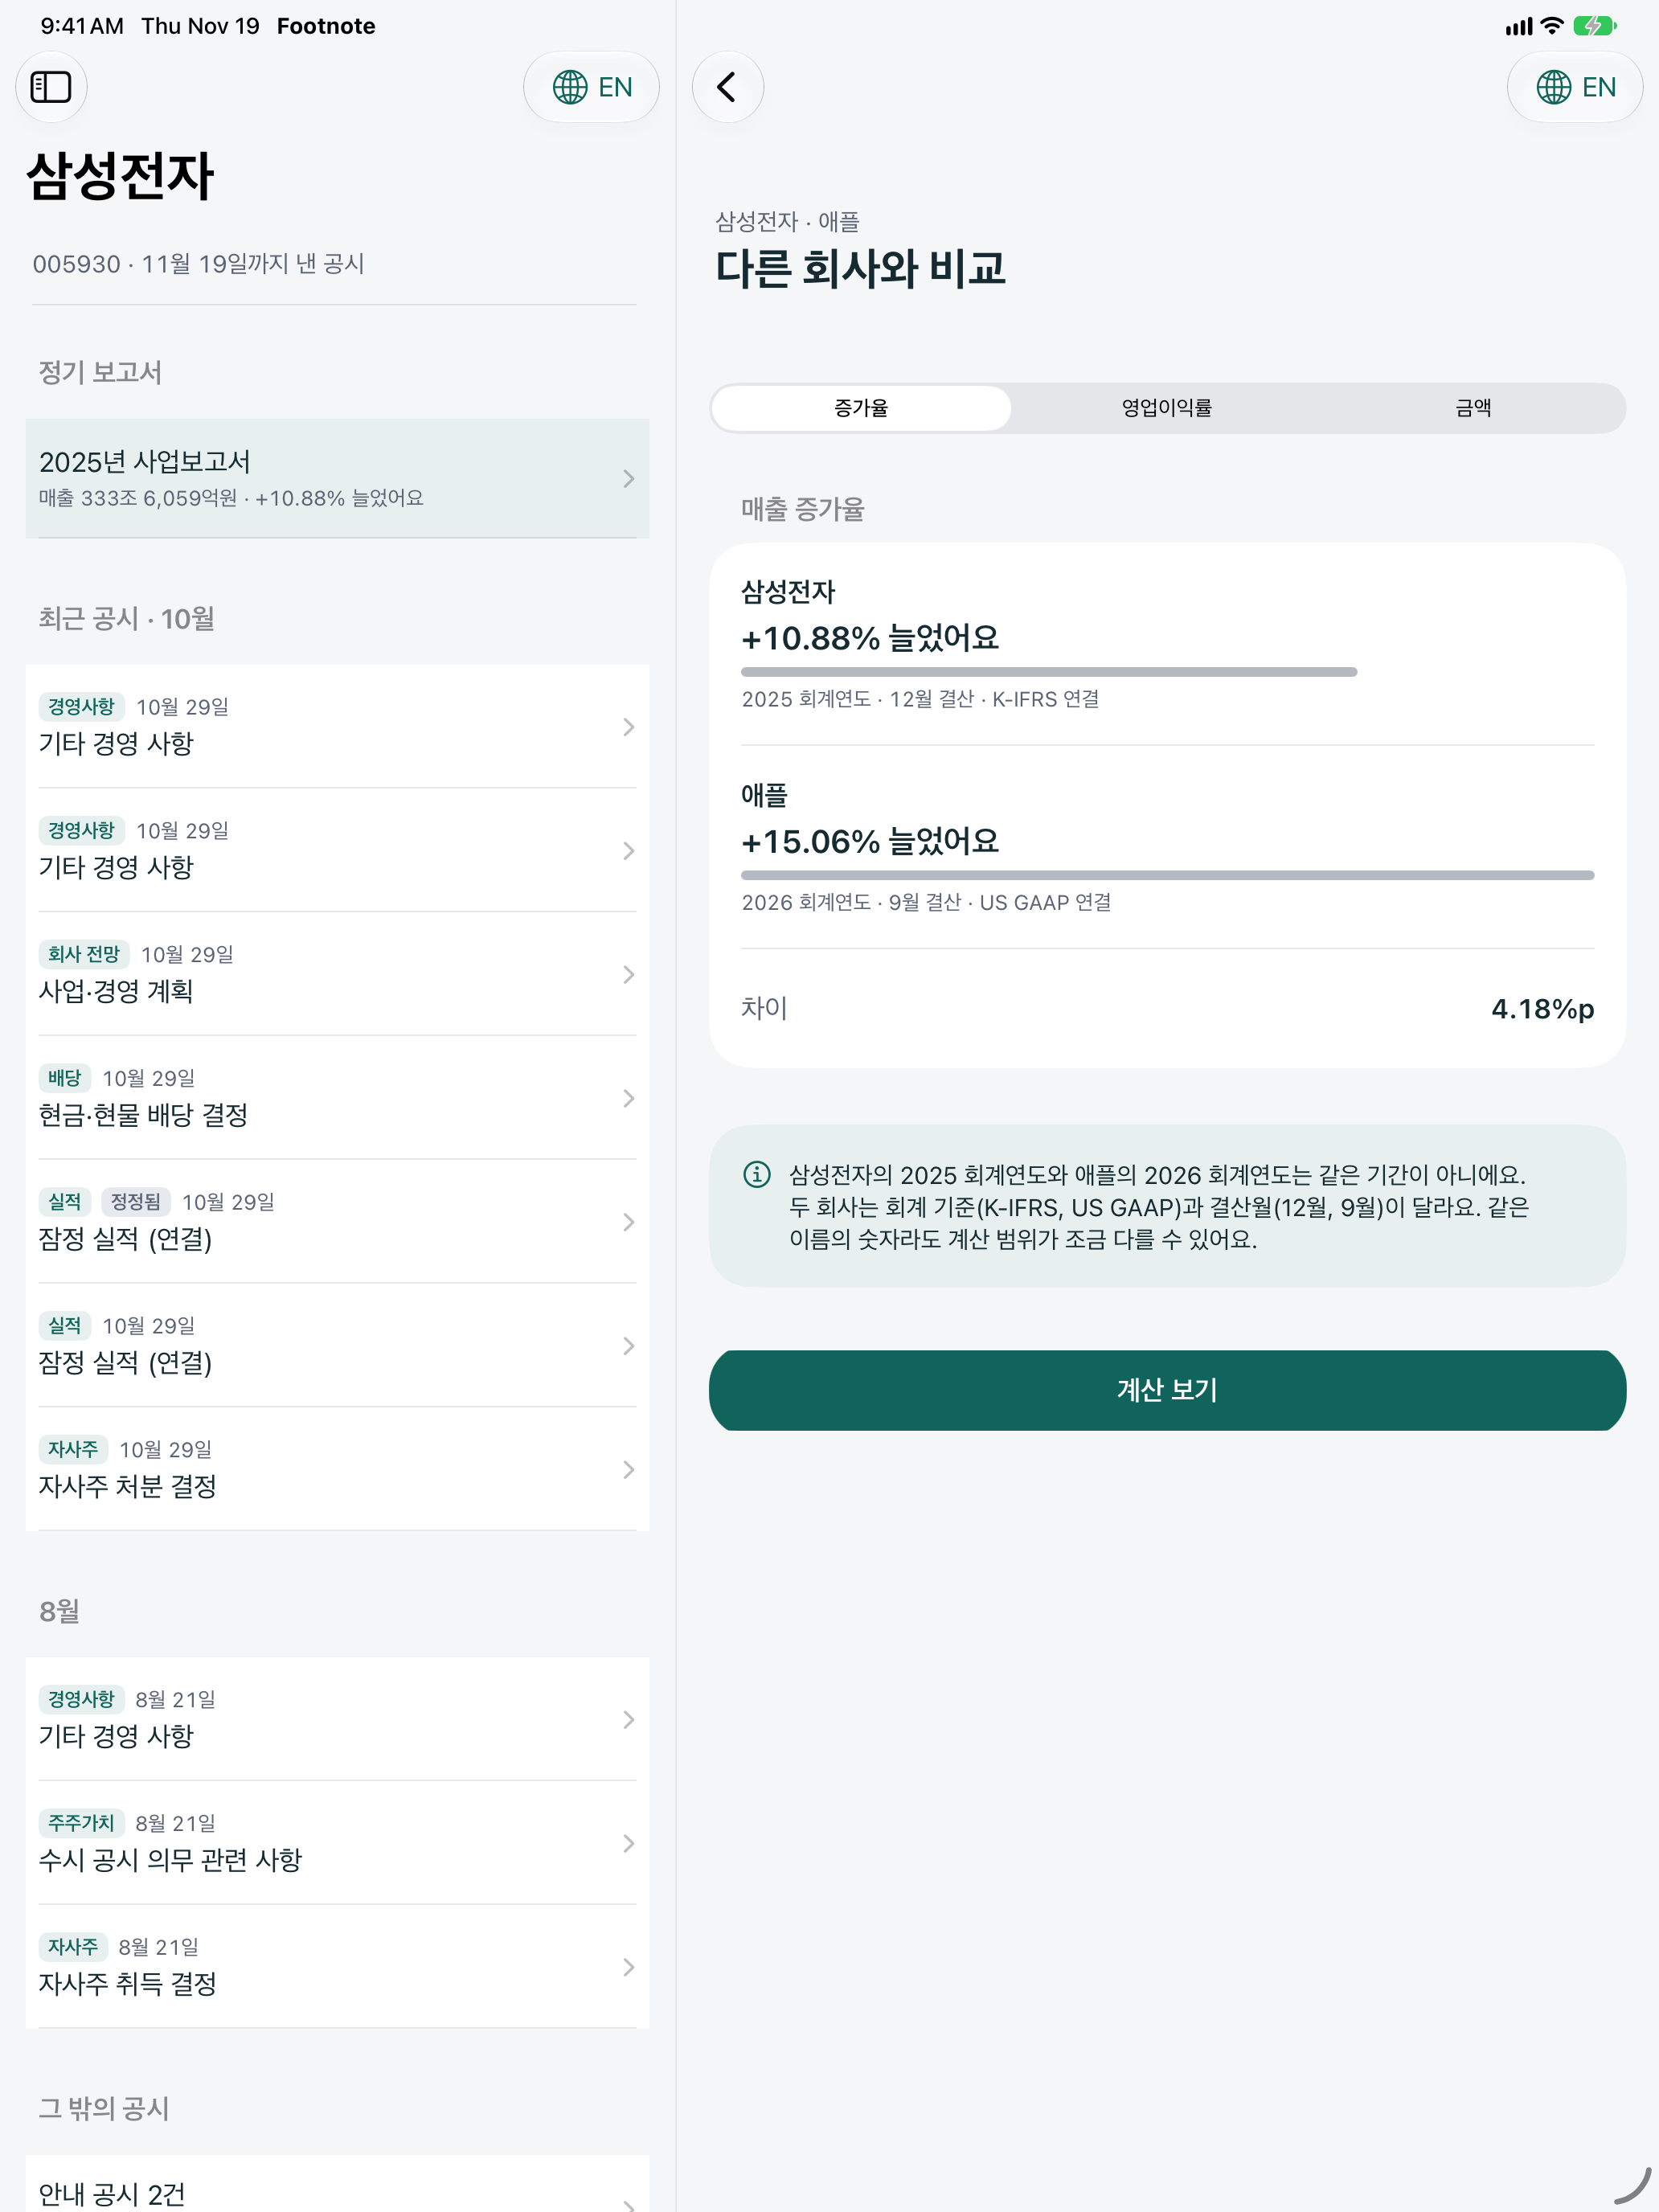 9:41 AM Thu Nov 19 Footnote
EN
삼성전자
005930 · 11월 19일까지 낸 공시
정기 보고서
2025년 사업보고서
매출 333조 6,059억원 · +10.88% 늘었어요
최근 공시 · 10월
경영사항 10월 29일
기타 경영 사항
경영사항 10월 29일
기타 경영 사항
회사 전망 10월 29일
사업·경영 계획
배당 10월 29일
현금·현물 배당 결정
실적 정정됨 10월 29일
잠정 실적 (연결)
실적 10월 29일
잠정 실적 (연결)
자사주 10월 29일
자사주 처분 결정
8월
경영사항 8월 21일
기타 경영 사항
주주가치 8월 21일
수시 공시 의무 관련 사항
자사주 8월 21일
자사주 취득 결정
그 밖의 공시
안내 공시 2건
EN
삼성전자 · 애플
다른 회사와 비교
증가율 영업이익률 금액
매출 증가율
삼성전자
+10.88% 늘었어요
2025 회계연도 · 12월 결산 · K-IFRS 연결
애플
+15.06% 늘었어요
2026 회계연도 · 9월 결산 · US GAAP 연결
차이 4.18%p
삼성전자의 2025 회계연도와 애플의 2026 회계연도는 같은 기간이 아니에요.
두 회사는 회계 기준(K-IFRS, US GAAP)과 결산월(12월, 9월)이 달라요. 같은
이름의 숫자라도 계산 범위가 조금 다를 수 있어요.
계산 보기